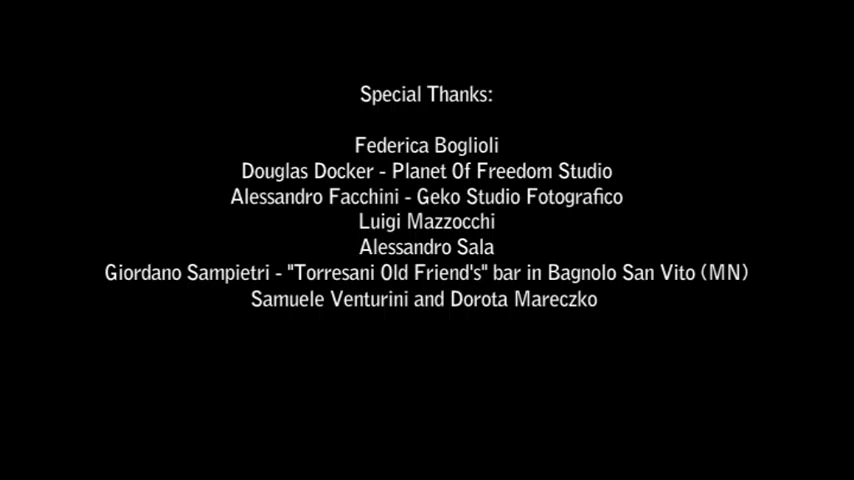 Special Thanks:
Federica Boglioli
Douglas Docker - Planet Of Freedom Studio
Alessandro Facchini - Geko Studio Fotografico
Luigi Mazzocchi
Alessandro Sala
Giordano Sampietri - "Torresani Old Friend's" bar in Bagnolo San Vito (MN)
Samuele Venturini and Dorota Mareczko